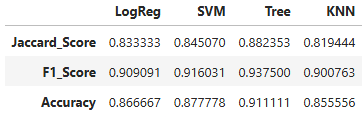 LogReg SVM Tree KNN
Jaccard_Score 0.833333 0.845070 0.882353 0.819444
F1_Score 0.909091 0.916031 0.937500 0.900763
Accuracy 0.866667 0.877778 0.911111 0.855556